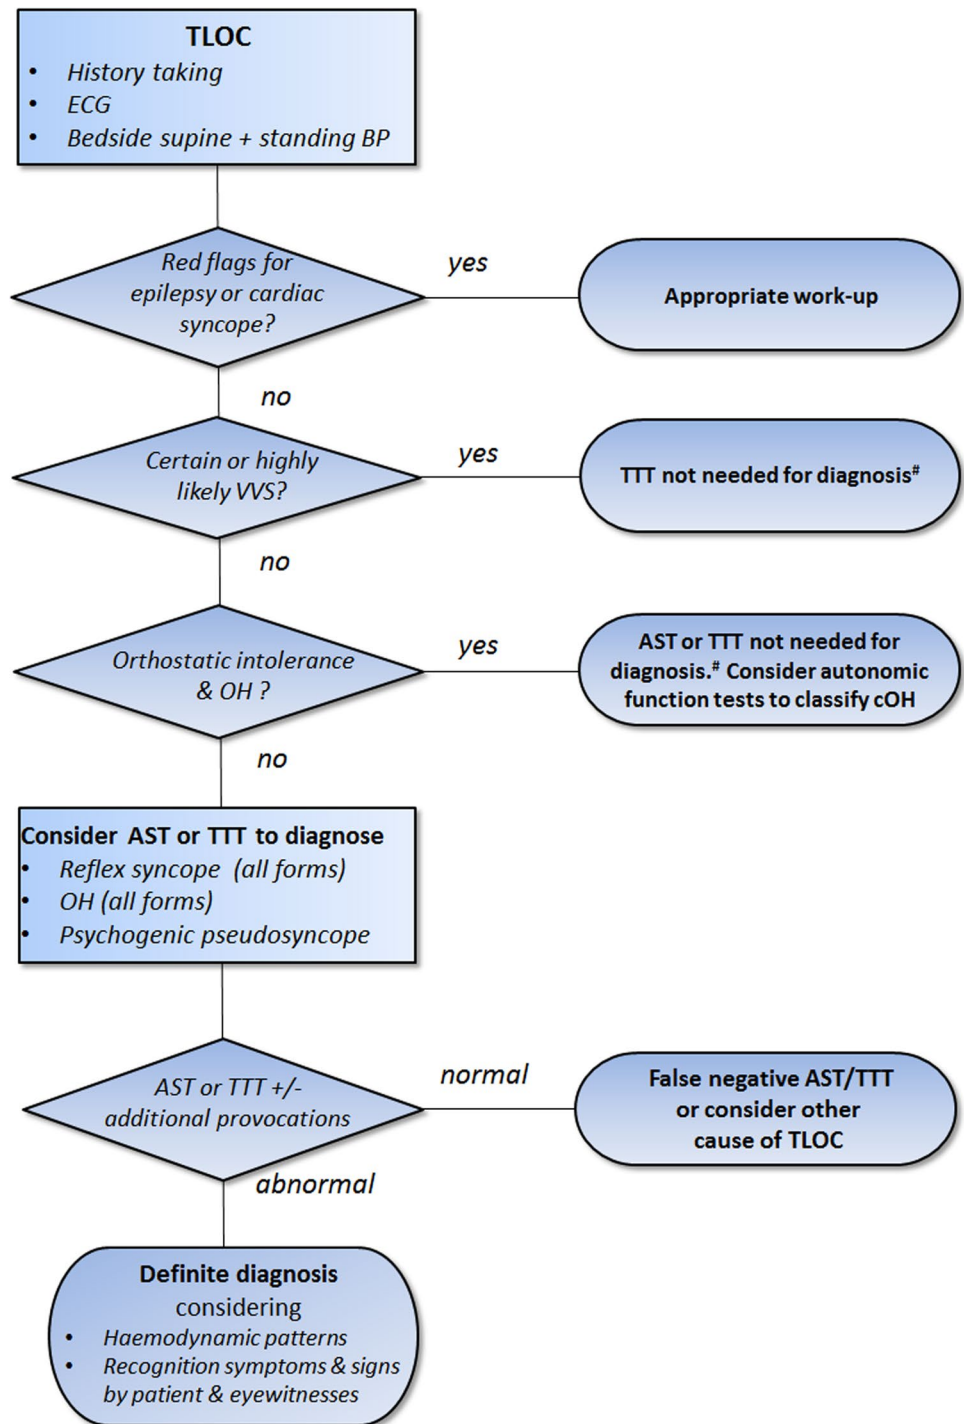 TLOC
• History taking
• ECG
• Bedside supine + standing BP
Red flags for
epilepsy or cardiac
syncope?
yes
Appropriate work-up
no
Certain or highly
likely VVS?
yes
TTT not needed for diagnosis#
no
Orthostatic intolerance
& OH ?
yes
AST or TTT not needed for
diagnosis.# Consider autonomic
function tests to classify cOH
no
Consider AST or TTT to diagnose
• Reflex syncope (all forms)
• OH (all forms)
• Psychogenic pseudosyncope
AST or TTT +/-
additional provocations
normal
False negative AST/TTT
or consider other
cause of TLOC
abnormal
Definite diagnosis
considering
• Haemodynamic patterns
• Recognition symptoms & signs
by patient & eyewitnesses